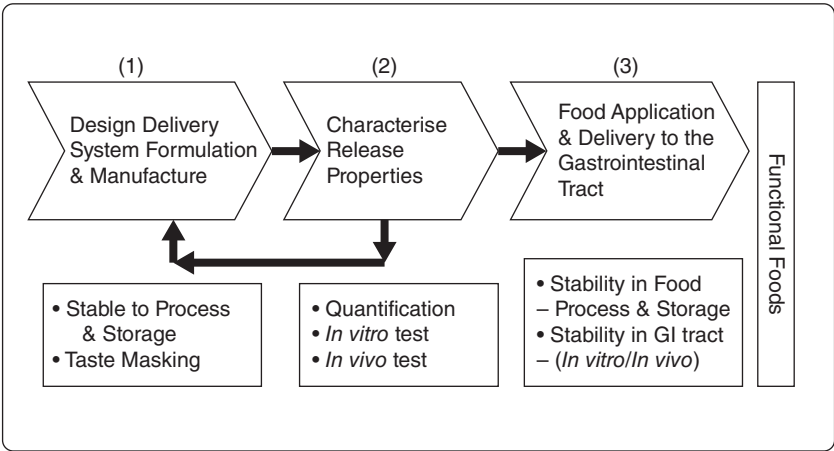 (1)
Design Delivery
System Formulation
& Manufacture
(2)
Characterise
Release
Properties
(3)
Food Application
& Delivery to the
Gastrointestinal
Tract
Functional Foods
• Stable to Process
& Storage
• Taste Masking
• Quantification
• In vitro test
• In vivo test
• Stability in Food
– Process & Storage
• Stability in GI tract
– (In vitro/In vivo)